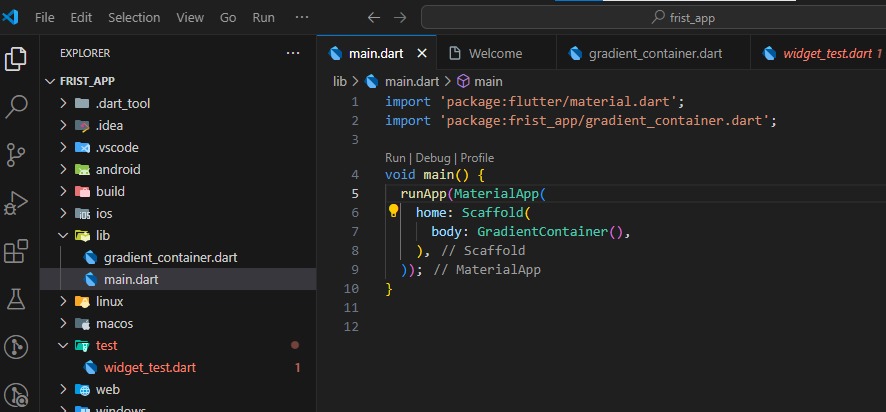 File Edit Selection View Go Run ... frist_app
EXPLORER ...
main.dart Welcome gradient_container.dart widget_test.dart 1
FRIST_APP
lib > main.dart > main
.dart_tool
.idea
.vscode
android
build
ios
lib
gradient_container.dart
main.dart
linux
macos
test
widget_test.dart 1
web
windows
1 import 'package:flutter/material.dart';
2 import 'package:frist_app/gradient_container.dart';
3
Run | Debug | Profile
4 void main() {
5 runApp(MaterialApp(
6 home: Scaffold(
7 body: GradientContainer(),
8 ), // Scaffold
9 )); // MaterialApp
10 }
11
12